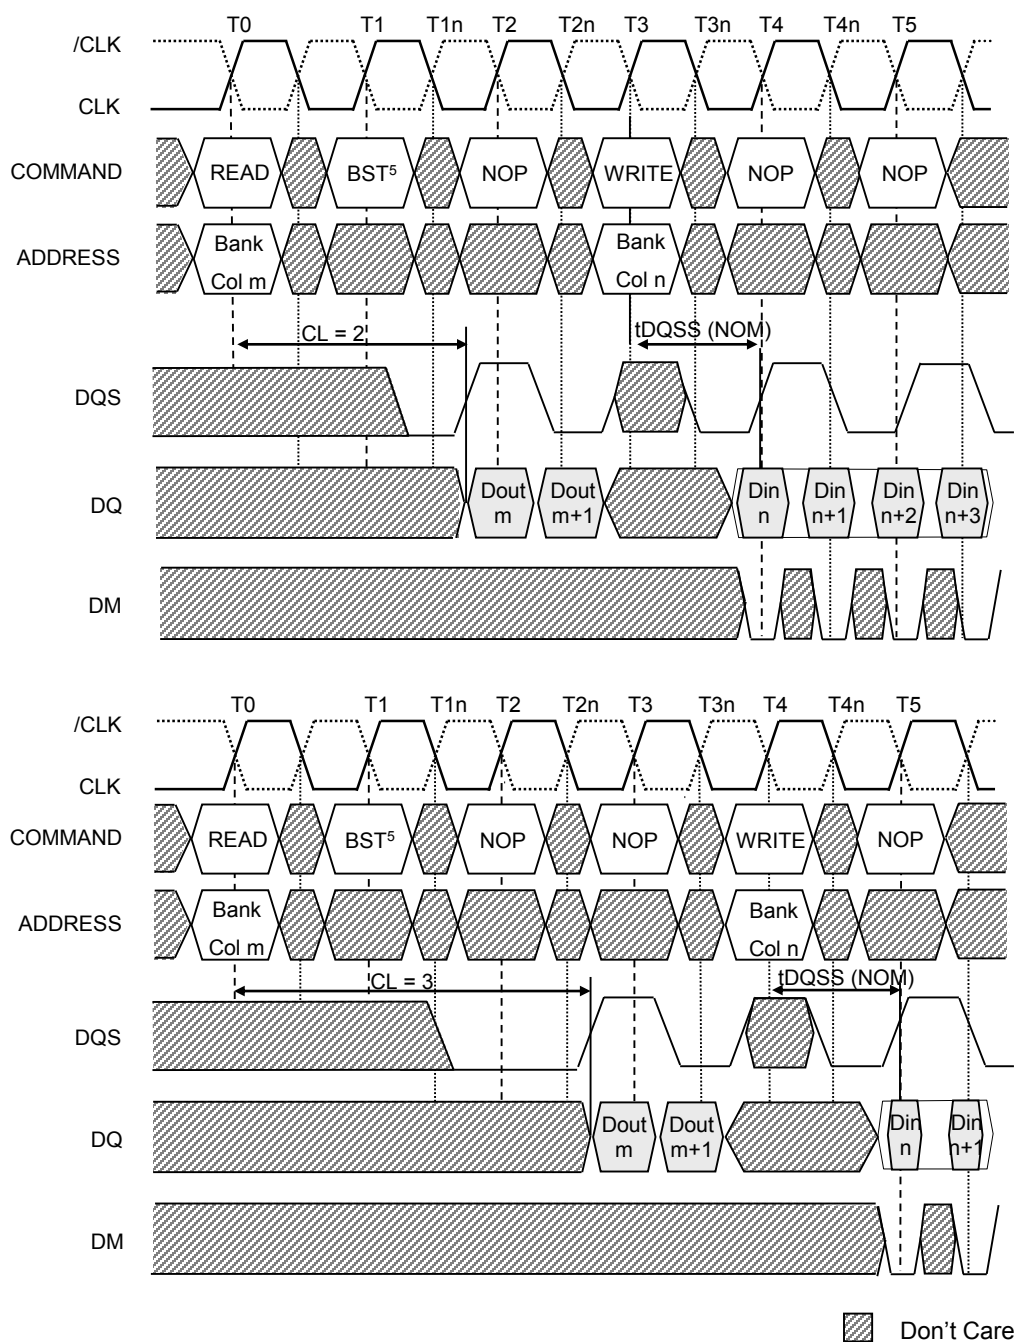 T0 T1 T1n T2 T2n T3 T3n T4 T4n T5
/CLK
CLK
COMMAND READ BST⁵ NOP WRITE NOP NOP
ADDRESS Bank Bank
Col m Col n
CL = 2 tDQSS (NOM)
DQS
DQ Dout Dout Din Din Din Din
m m+1 n n+1 n+2 n+3
DM
T0 T1 T1n T2 T2n T3 T3n T4 T4n T5
/CLK
CLK
COMMAND READ BST⁵ NOP NOP WRITE NOP
ADDRESS Bank Bank
Col m Col n
CL = 3 tDQSS (NOM)
DQS
DQ Dout Dout Din Din
m m+1 n n+1
DM
Don't Care